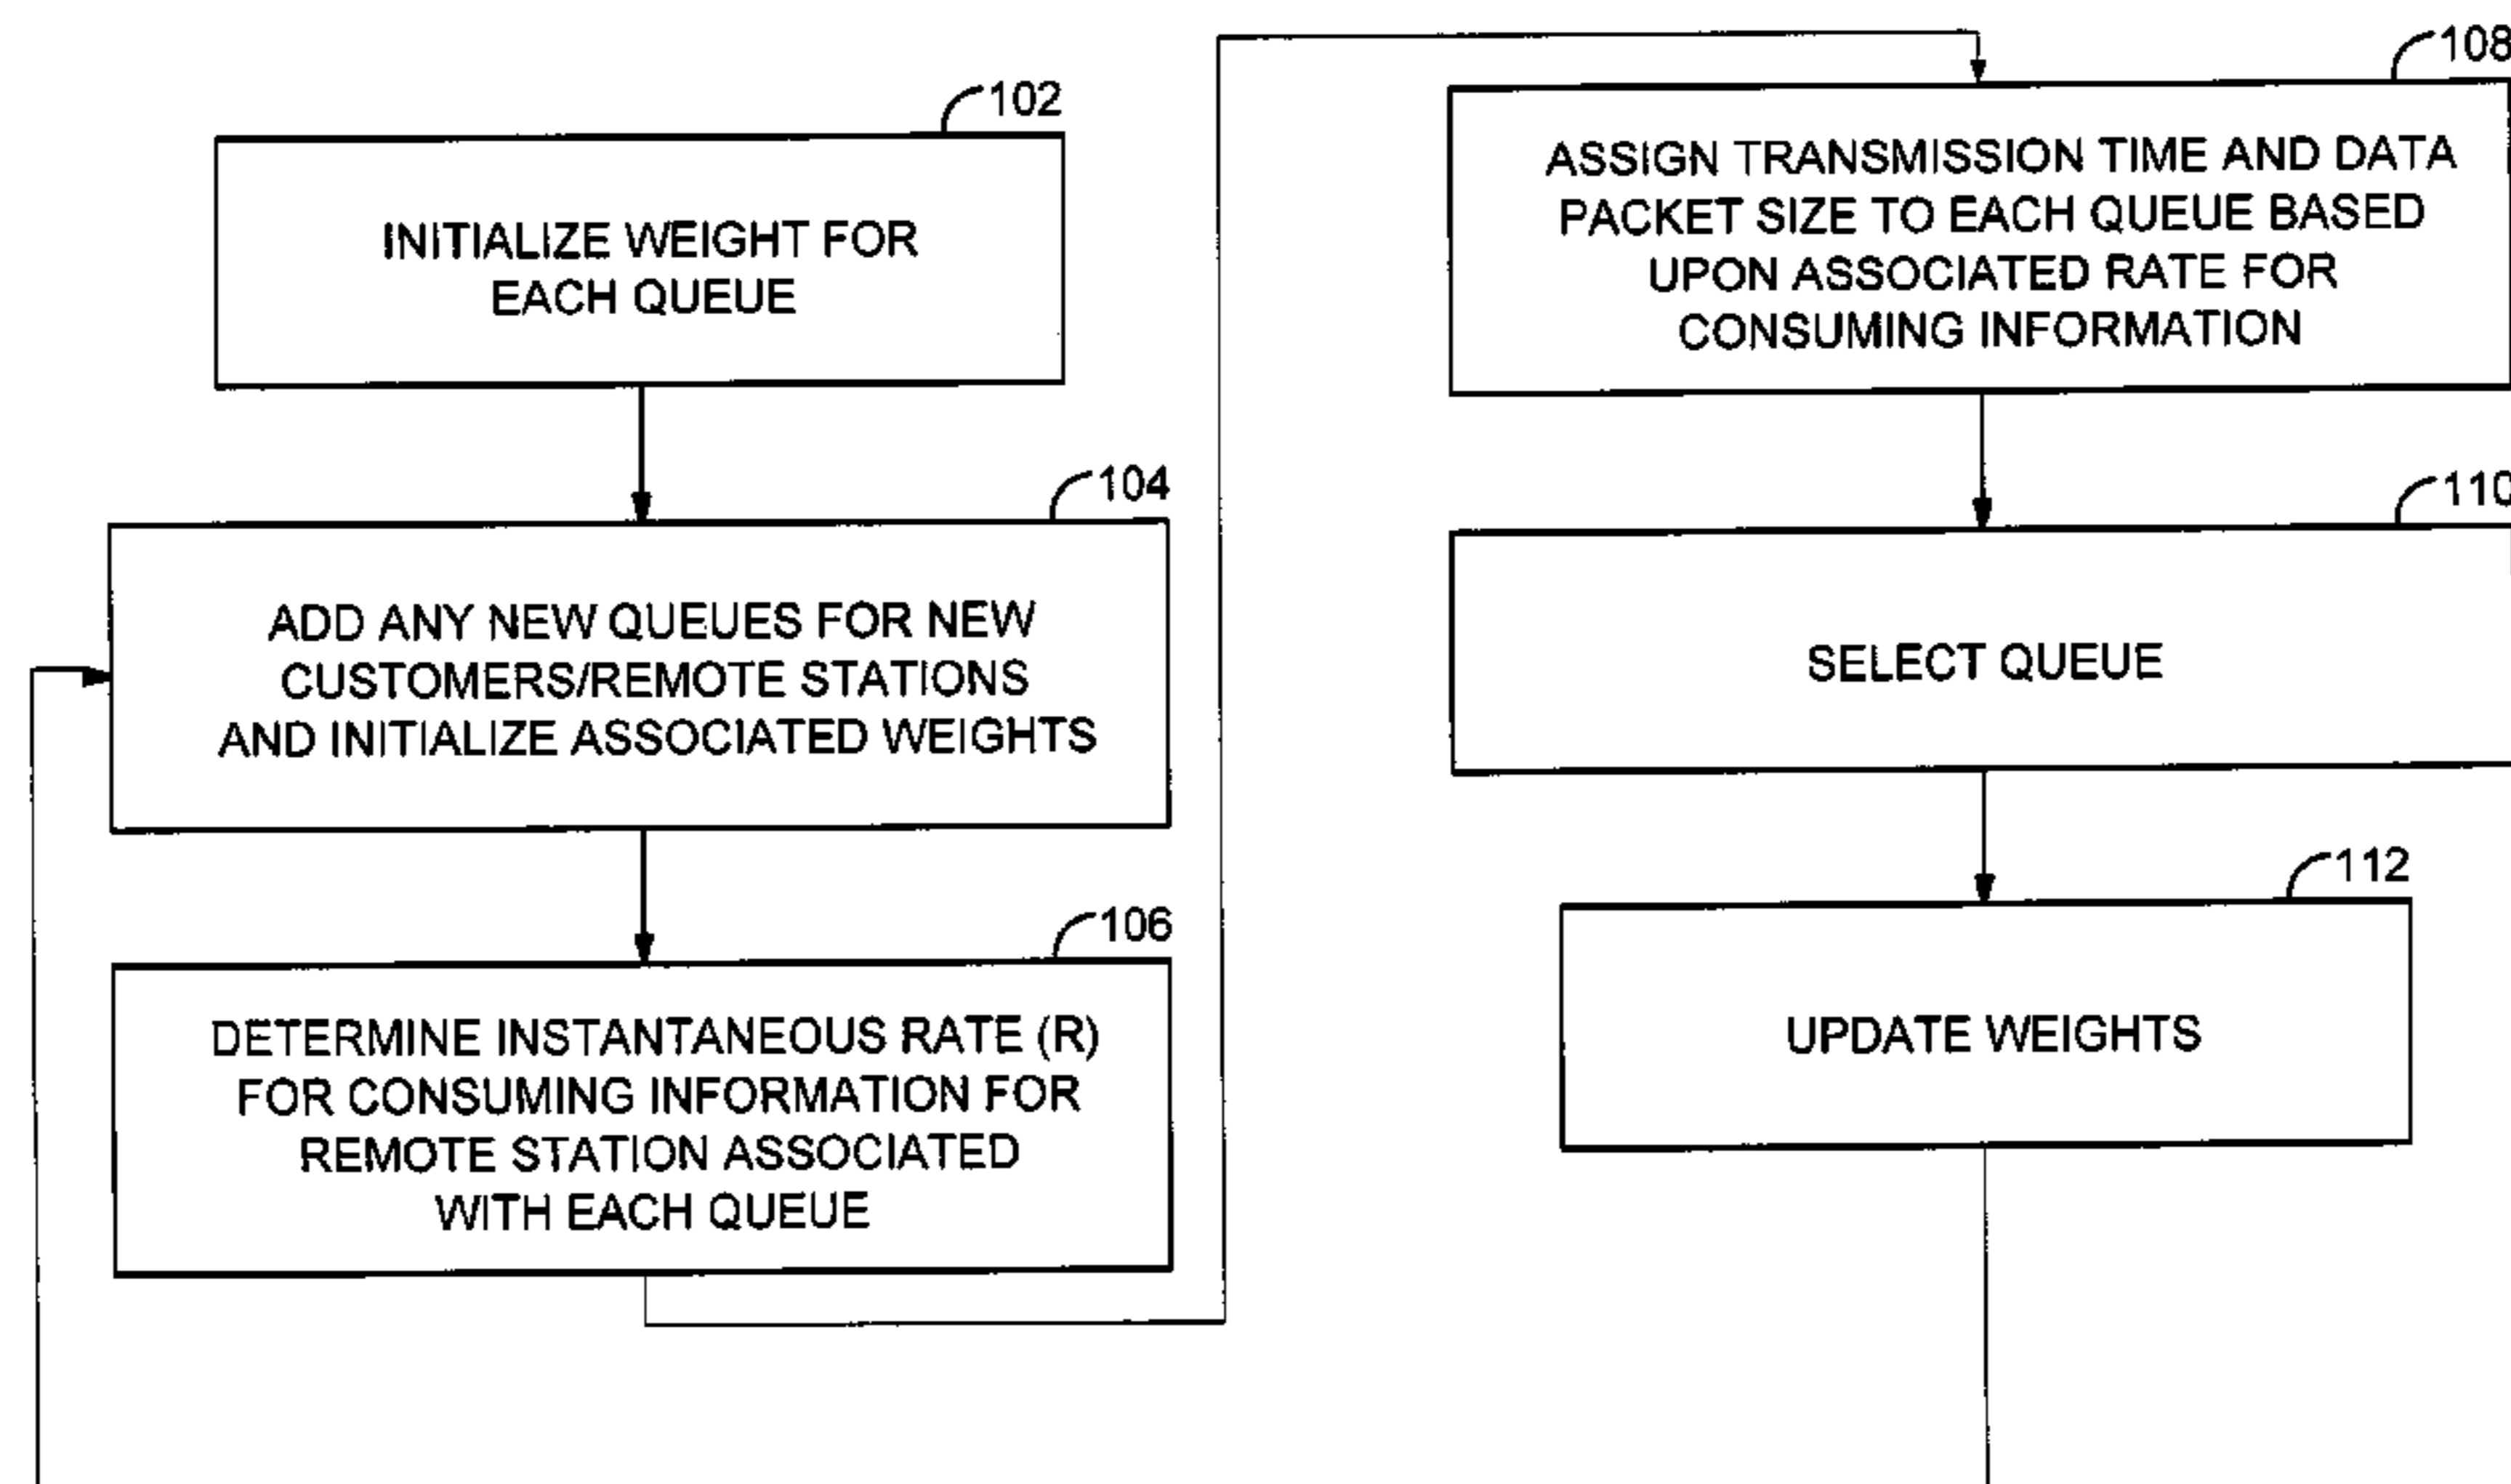 102
INITIALIZE WEIGHT FOR
EACH QUEUE
104
ADD ANY NEW QUEUES FOR NEW
CUSTOMERS/REMOTE STATIONS
AND INITIALIZE ASSOCIATED WEIGHTS
106
DETERMINE INSTANTANEOUS RATE (R)
FOR CONSUMING INFORMATION FOR
REMOTE STATION ASSOCIATED
WITH EACH QUEUE
108
ASSIGN TRANSMISSION TIME AND DATA
PACKET SIZE TO EACH QUEUE BASED
UPON ASSOCIATED RATE FOR
CONSUMING INFORMATION
110
SELECT QUEUE
112
UPDATE WEIGHTS